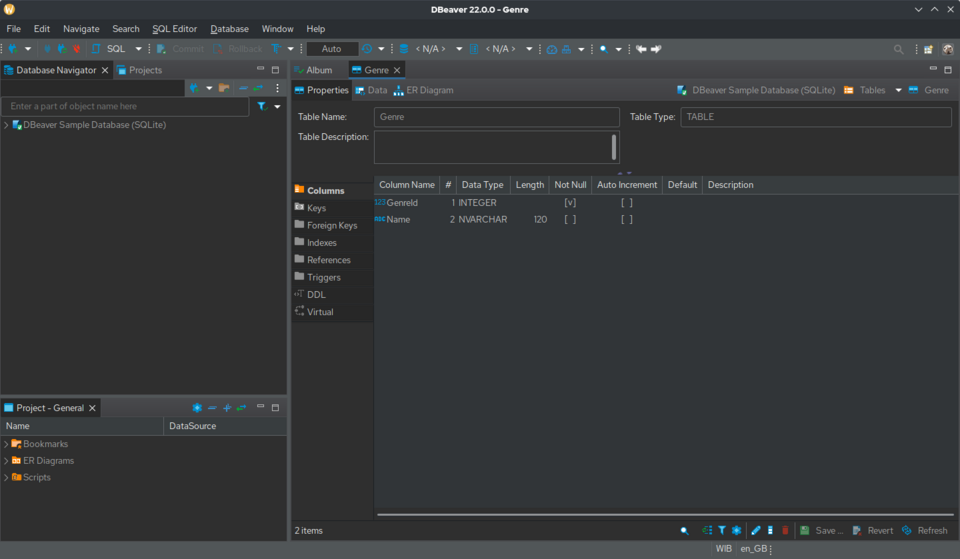 DBeaver 22.0.0 - Genre
File Edit Navigate Search SQL Editor Database Window Help
SQL Commit Rollback Auto < N/A > < N/A >
Database Navigator Projects
Enter a part of object name here
DBeaver Sample Database (SQLite)
Album Genre
Properties Data ER Diagram DBeaver Sample Database (SQLite) Tables Genre
Table Name: Genre Table Type: TABLE
Table Description:
Columns
Keys
Foreign Keys
Indexes
References
Triggers
DDL
Virtual
Column Name # Data Type Length Not Null Auto Increment Default Description
123 GenreId 1 INTEGER [v] [ ]
ABC Name 2 NVARCHAR 120 [ ] [ ]
Project - General
Name DataSource
Bookmarks
ER Diagrams
Scripts
2 items Save ... Revert Refresh
WIB en_GB